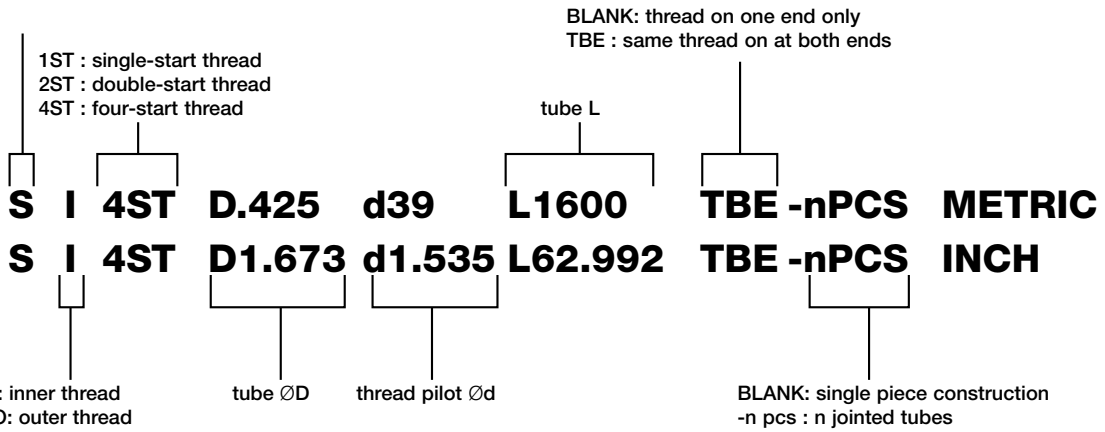 BLANK: thread on one end only
TBE : same thread on at both ends
1ST : single-start thread
2ST : double-start thread
4ST : four-start thread
tube L
S I 4ST D.425 d39 L1600 TBE -nPCS METRIC
S I 4ST D1.673 d1.535 L62.992 TBE -nPCS INCH
: inner thread
: outer thread
tube ØD
thread pilot Ød
BLANK: single piece construction
-n pcs : n jointed tubes